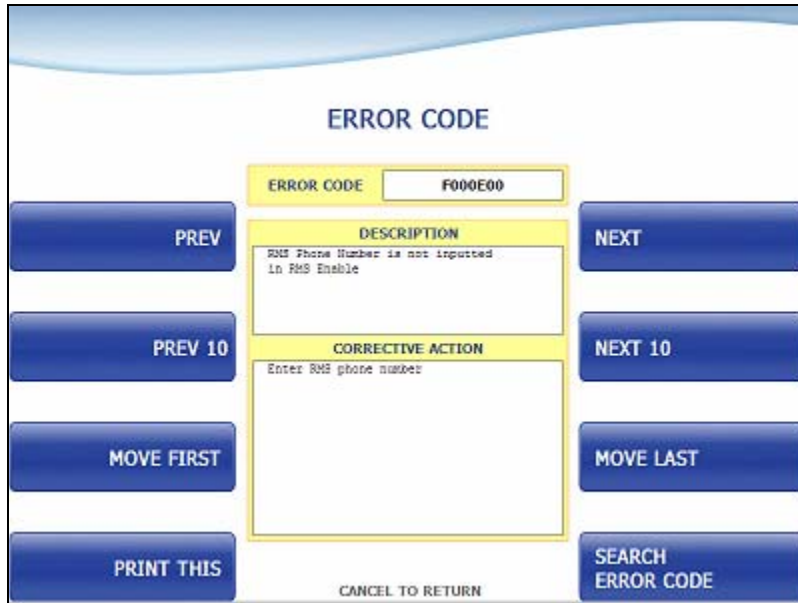 ERROR CODE
ERROR CODE F000E00
PREV
DESCRIPTION
NEXT
RMS Phone Number is not inputted
in RMS Enable
PREV 10
CORRECTIVE ACTION
NEXT 10
Enter RMS phone number
MOVE FIRST
MOVE LAST
PRINT THIS
SEARCH
ERROR CODE
CANCEL TO RETURN